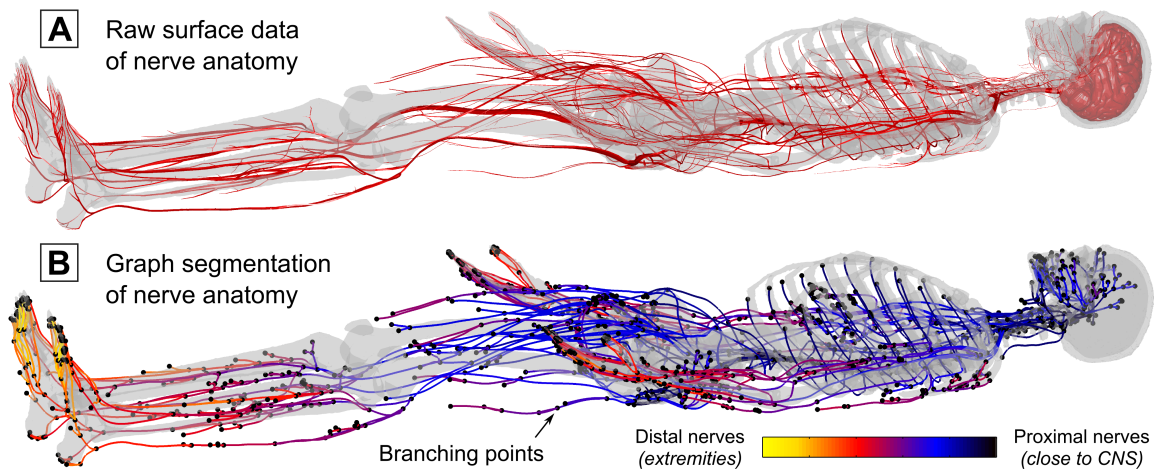 A
Raw surface data
of nerve anatomy
B
Graph segmentation
of nerve anatomy
Branching points
Distal nerves
(extremities)
Proximal nerves
(close to CNS)